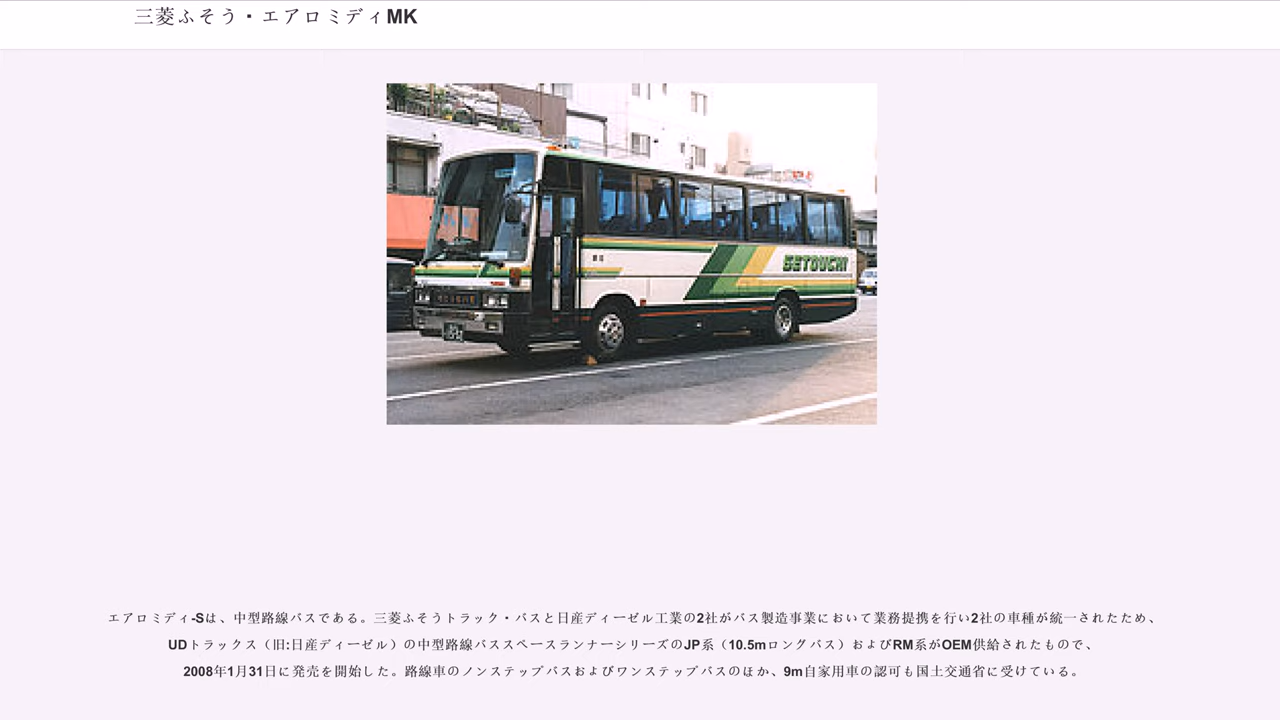 三菱ふそう・エアロミディMK
SETOUCHI
エアロミディ-Sは、中型路線バスである。三菱ふそうトラック・バスと日産ディーゼル工業の2社がバス製造事業において業務提携を行い2社の車種が統一されたため、
UDトラックス（旧:日産ディーゼル）の中型路線バススペースランナーシリーズのJP系（10.5mロングバス）およびRM系がOEM供給されたもので、
2008年1月31日に発売を開始した。路線車のノンステップバスおよびワンステップバスのほか、9m自家用車の認可も国土交通省に受けている。